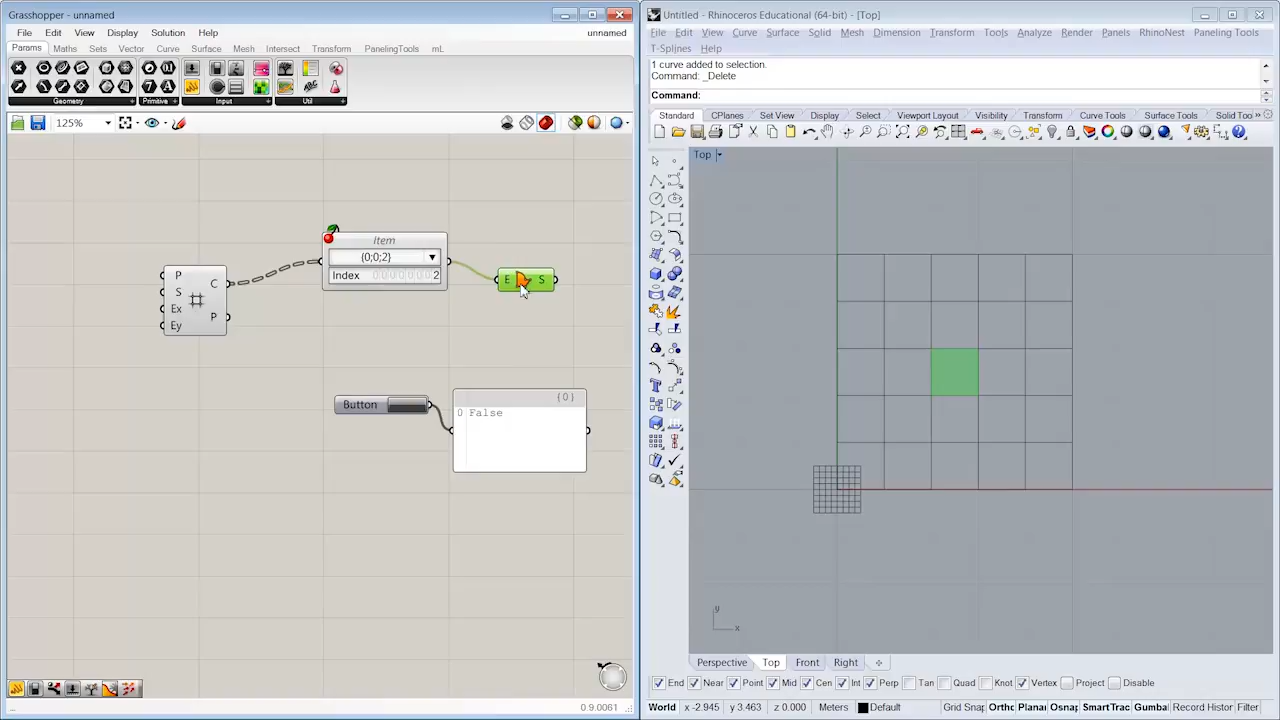 Grasshopper - unnamed
File Edit View Display Solution Help
unnamed
Params Maths Sets Vector Curve Surface Mesh Intersect Transform PanelingTools mL
Geometry Primitive Input Util
125%
Item
{0;0;2}
Index 2
P
S
Ex
Ey
C
P
E S
Button
{0}
0 False
0.9.0061
Untitled - Rhinoceros Educational (64-bit) - [Top]
File Edit View Curve Surface Solid Mesh Dimension Transform Tools Analyze Render Panels RhinoNest Paneling Tools
T-Splines Help
1 curve added to selection.
Command: _Delete
Command:
Standard CPlanes Set View Display Select Viewport Layout Visibility Transform Curve Tools Surface Tools Solid Too
Top
y
x
Perspective Top Front Right
End Near Point Mid Cen Int Perp Tan Quad Knot Vertex Project Disable
World x -2.945 y 3.463 z 0.000 Meters Default Grid Snap Ortho Planar Osnap SmartTrac Gumba Record History Filter